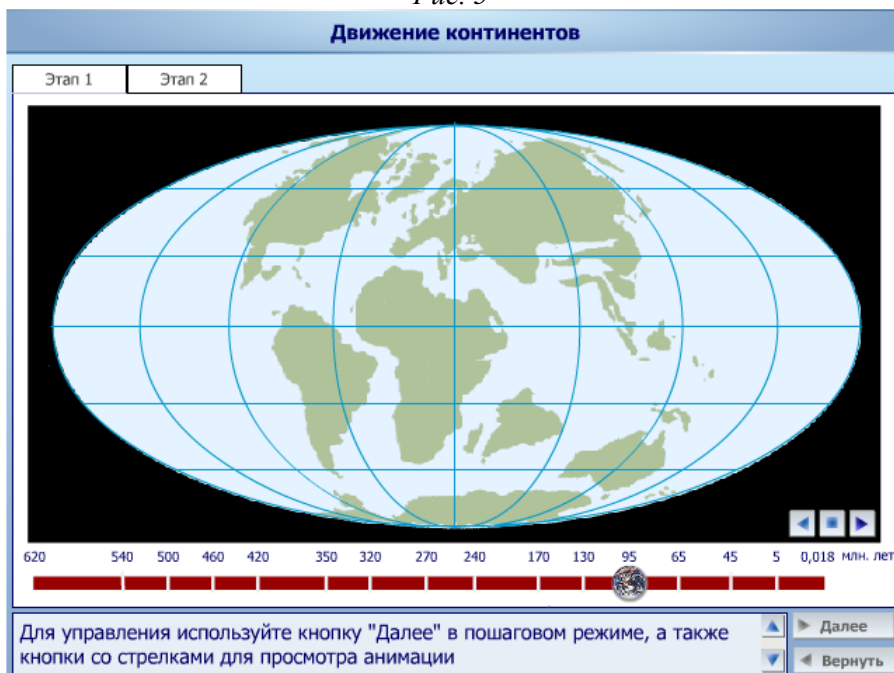 Рис. 3
Движение континентов
Этап 1 Этап 2
620 540 500 460 420 350 320 270 240 170 130 95 65 45 5 0,018 млн. лет
Для управления используйте кнопку "Далее" в пошаговом режиме, а также
кнопки со стрелками для просмотра анимации
Далее
Вернуть